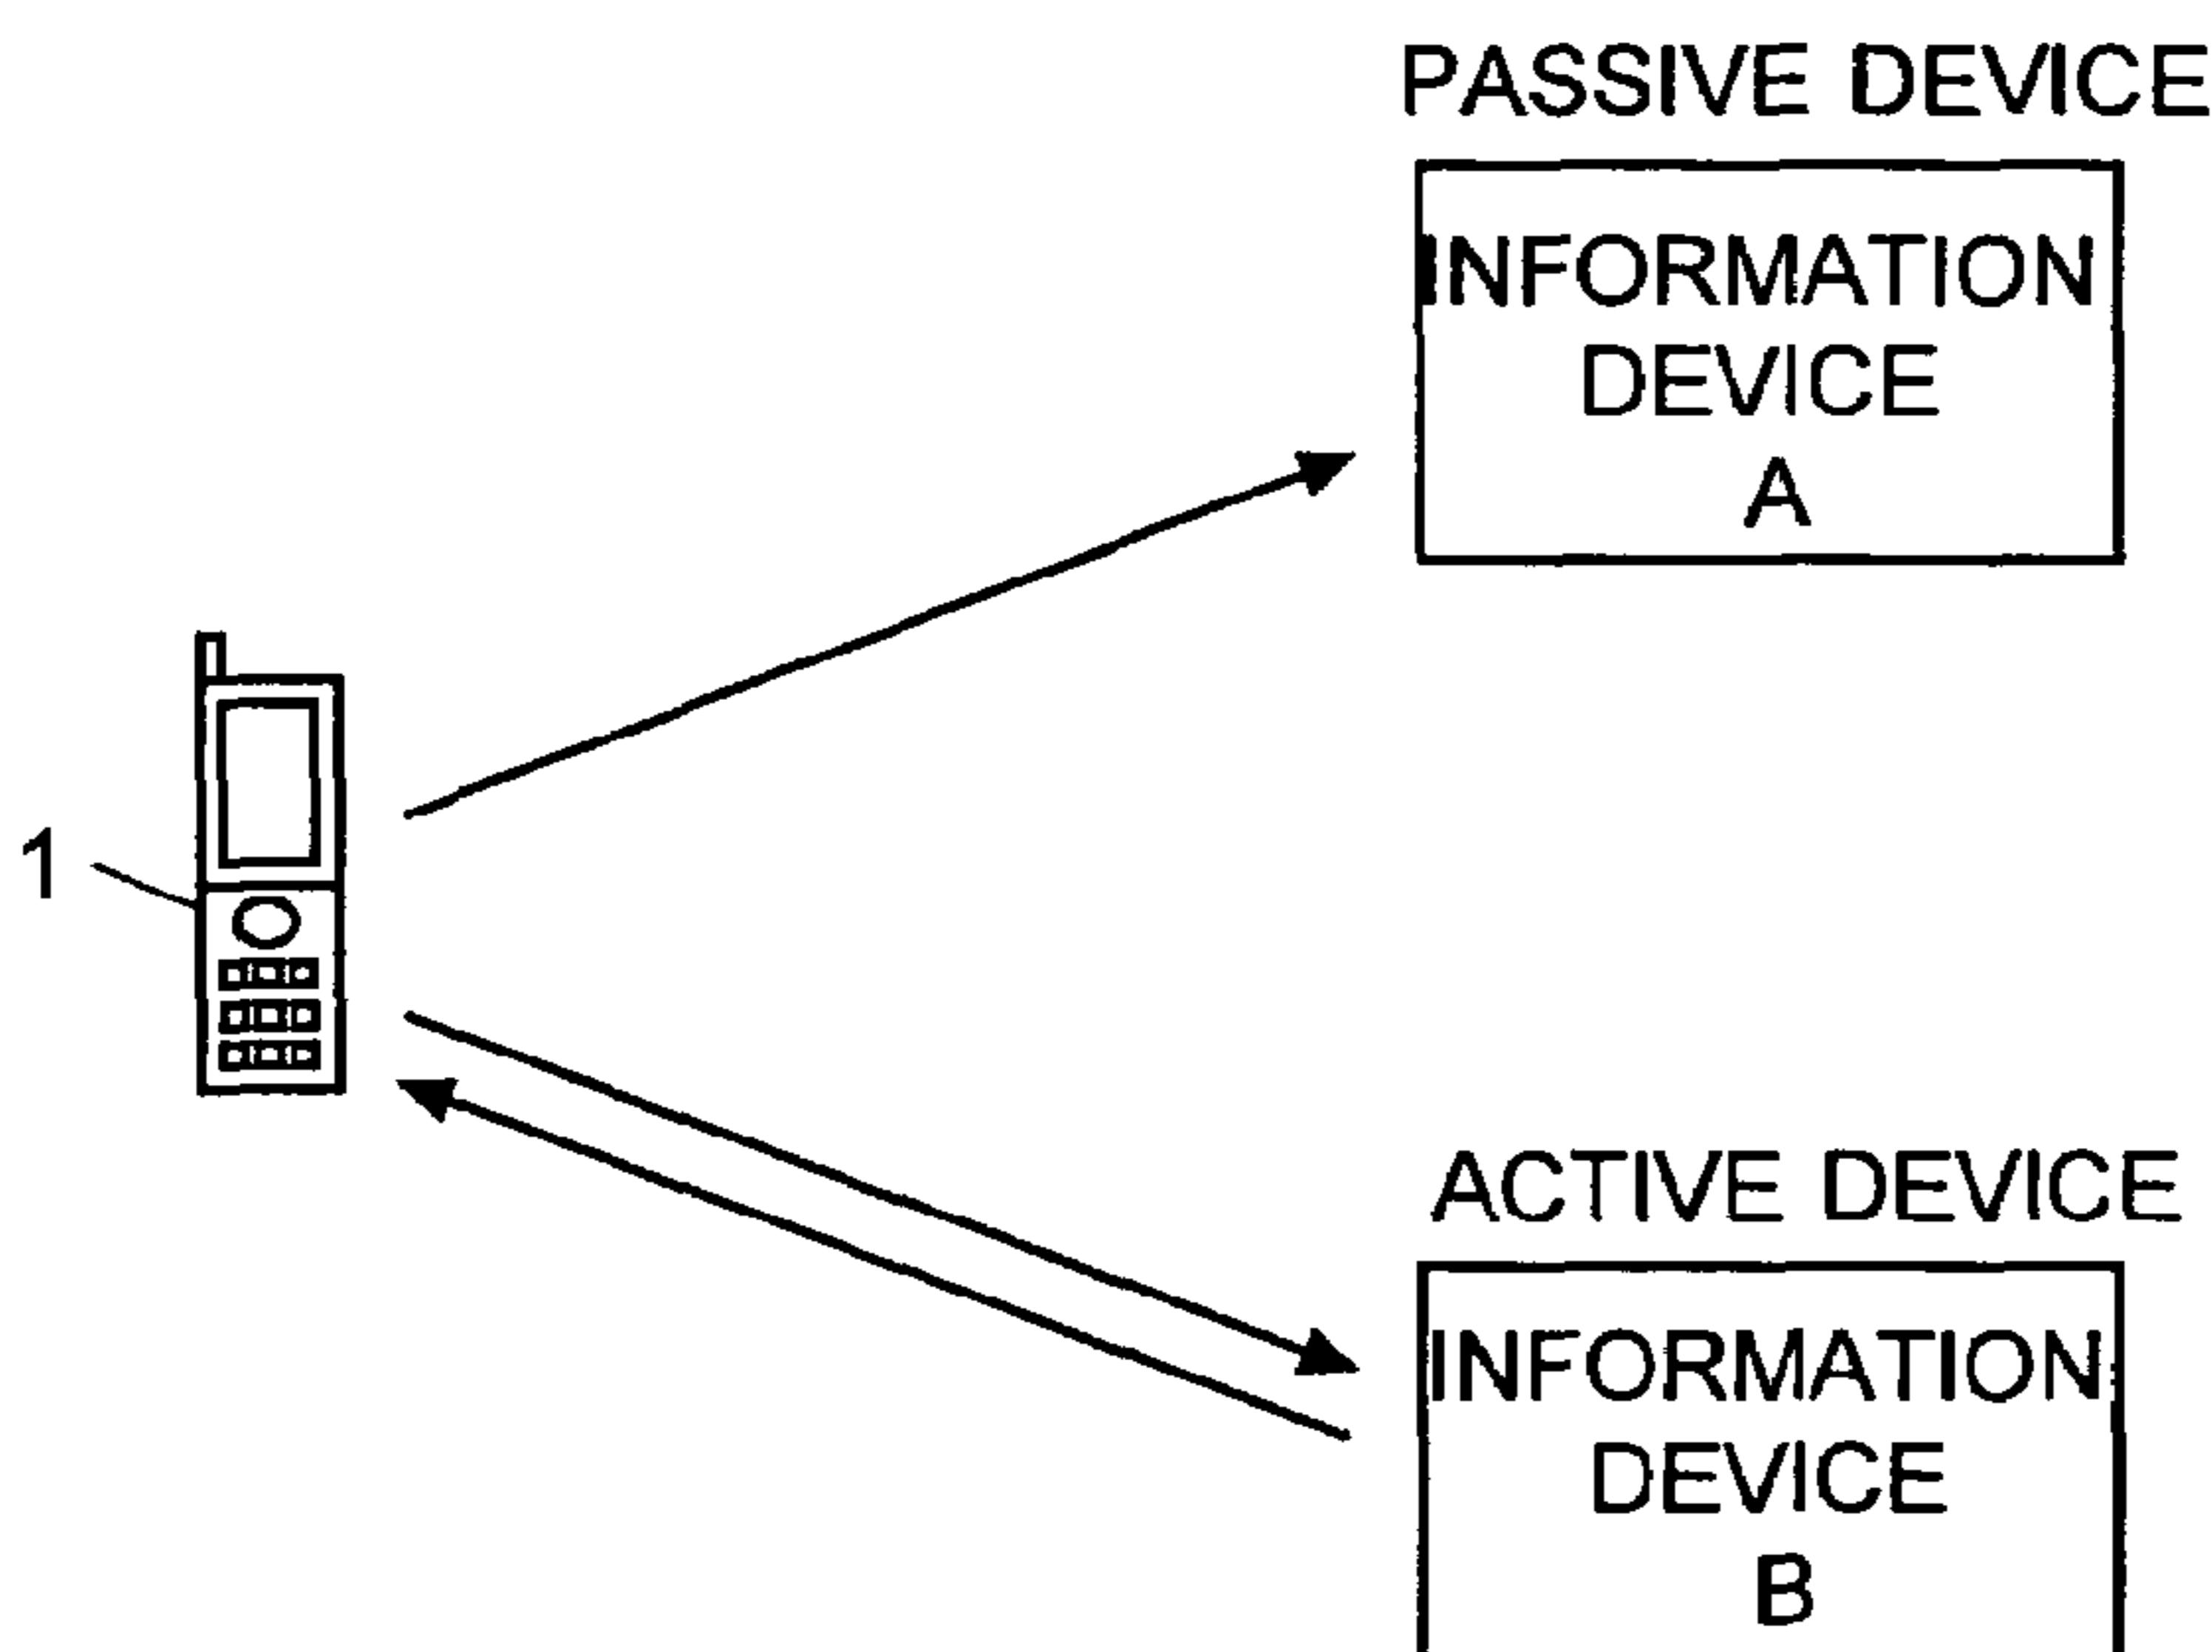 PASSIVE DEVICE
INFORMATION
DEVICE
A
1
ACTIVE DEVICE
INFORMATION
DEVICE
B